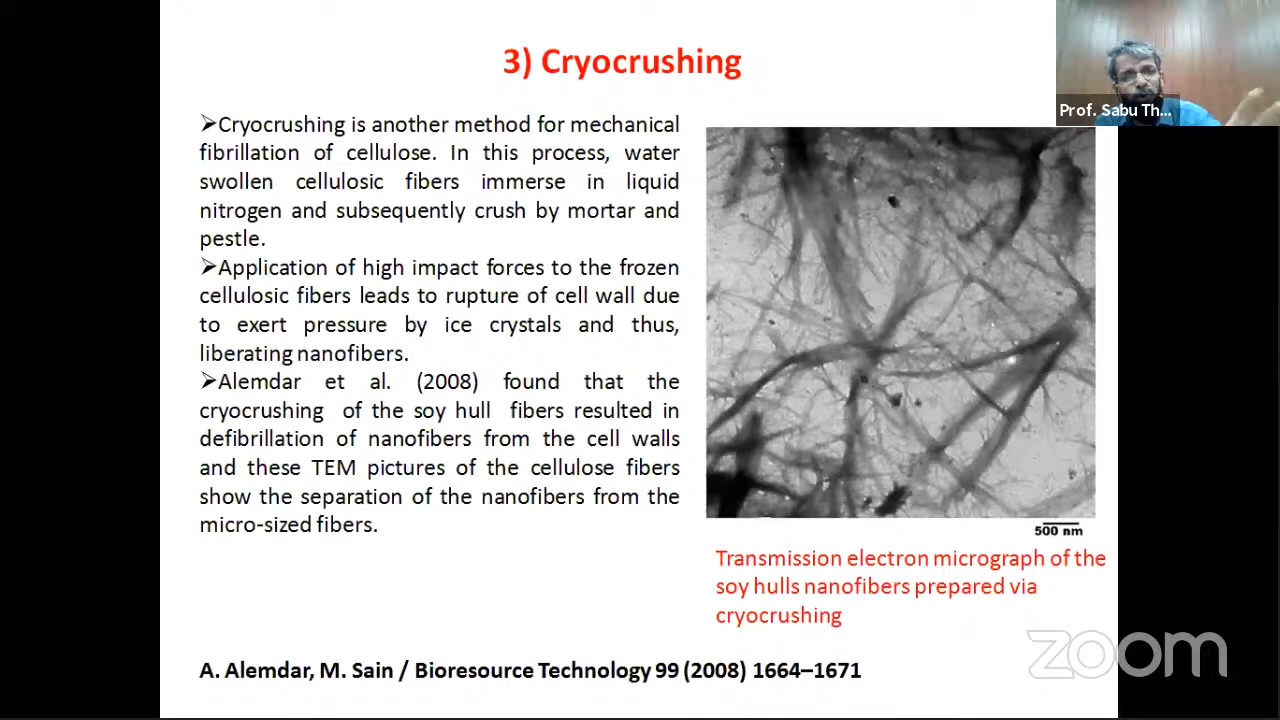 3) Cryocrushing
Prof. Sabu Th...
➢Cryocrushing is another method for mechanical
fibrillation of cellulose. In this process, water
swollen cellulosic fibers immerse in liquid
nitrogen and subsequently crush by mortar and
pestle.
➢Application of high impact forces to the frozen
cellulosic fibers leads to rupture of cell wall due
to exert pressure by ice crystals and thus,
liberating nanofibers.
➢Alemdar et al. (2008) found that the
cryocrushing of the soy hull fibers resulted in
defibrillation of nanofibers from the cell walls
and these TEM pictures of the cellulose fibers
show the separation of the nanofibers from the
micro-sized fibers.
500 nm
Transmission electron micrograph of the
soy hulls nanofibers prepared via
cryocrushing
A. Alemdar, M. Sain / Bioresource Technology 99 (2008) 1664–1671
zoom